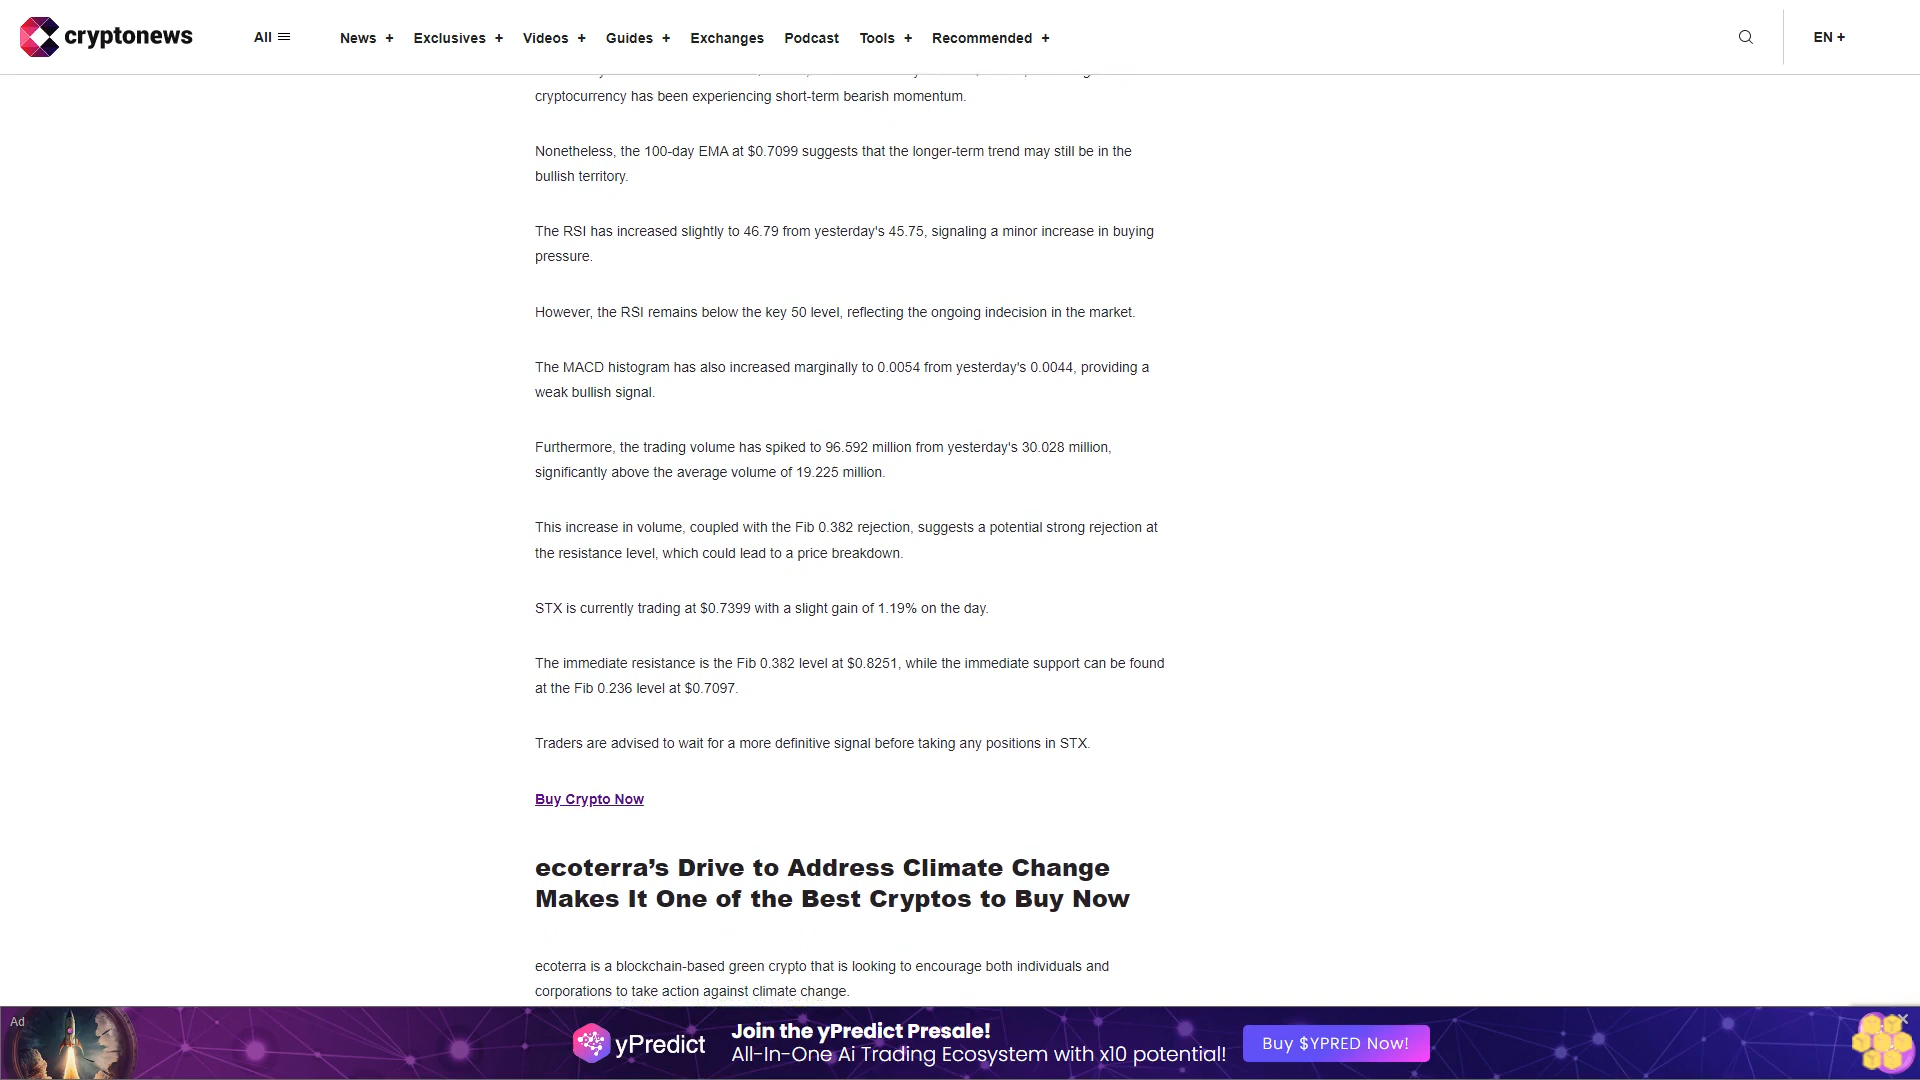 cryptonews
All
News +
Exclusives +
Videos +
Guides +
Exchanges
Podcast
Tools +
Recommended +
EN +
cryptocurrency has been experiencing short-term bearish momentum.
Nonetheless, the 100-day EMA at $0.7099 suggests that the longer-term trend may still be in the
bullish territory.
The RSI has increased slightly to 46.79 from yesterday's 45.75, signaling a minor increase in buying
pressure.
However, the RSI remains below the key 50 level, reflecting the ongoing indecision in the market.
The MACD histogram has also increased marginally to 0.0054 from yesterday's 0.0044, providing a
weak bullish signal.
Furthermore, the trading volume has spiked to 96.592 million from yesterday's 30.028 million,
significantly above the average volume of 19.225 million.
This increase in volume, coupled with the Fib 0.382 rejection, suggests a potential strong rejection at
the resistance level, which could lead to a price breakdown.
STX is currently trading at $0.7399 with a slight gain of 1.19% on the day.
The immediate resistance is the Fib 0.382 level at $0.8251, while the immediate support can be found
at the Fib 0.236 level at $0.7097.
Traders are advised to wait for a more definitive signal before taking any positions in STX.
Buy Crypto Now
ecoterra’s Drive to Address Climate Change
Makes It One of the Best Cryptos to Buy Now
ecoterra is a blockchain-based green crypto that is looking to encourage both individuals and
corporations to take action against climate change.
Ad
yPredict
Join the yPredict Presale!
All-In-One Ai Trading Ecosystem with x10 potential!
Buy $YPRED Now!